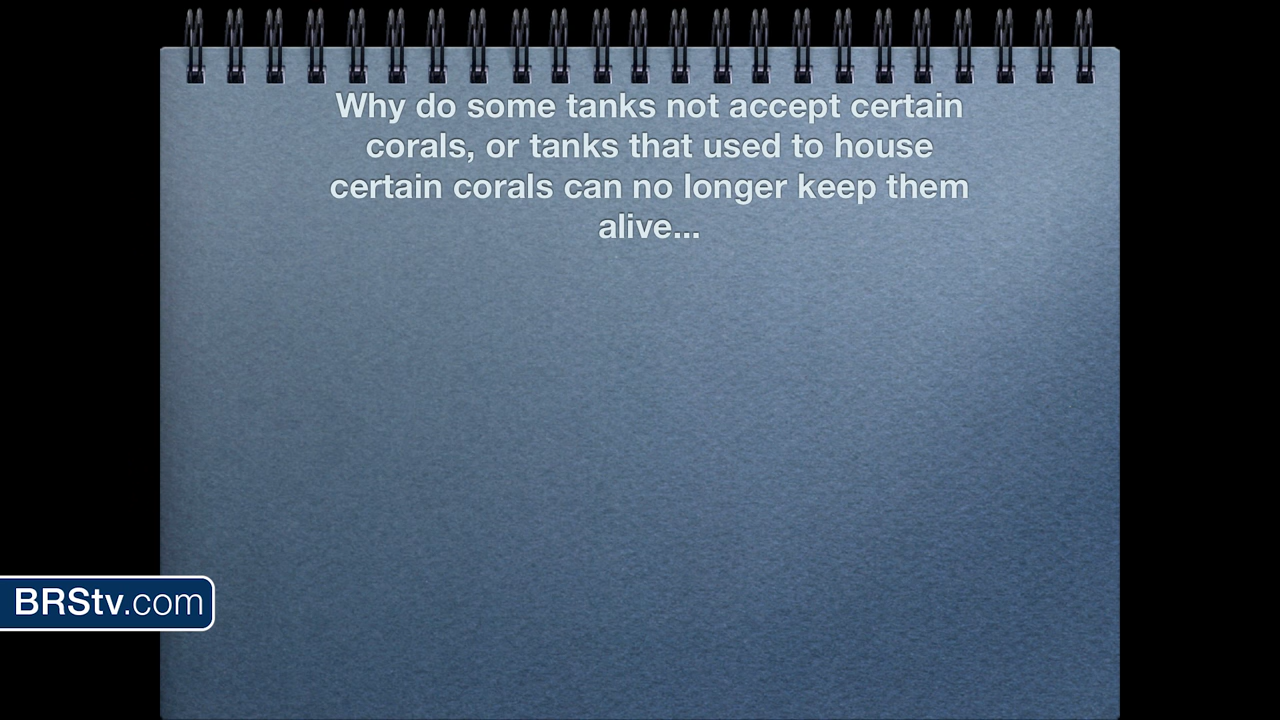 Why do some tanks not accept certain
corals, or tanks that used to house
certain corals can no longer keep them
alive...
BRStv.com